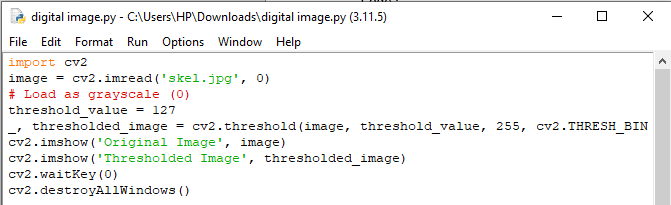 digital image.py - C:\Users\HP\Downloads\digital image.py (3.11.5)
File Edit Format Run Options Window Help
import cv2
image = cv2.imread('skel.jpg', 0)
# Load as grayscale (0)
threshold_value = 127
_, thresholded_image = cv2.threshold(image, threshold_value, 255, cv2.THRESH_BIN
cv2.imshow('Original Image', image)
cv2.imshow('Thresholded Image', thresholded_image)
cv2.waitKey(0)
cv2.destroyAllWindows()